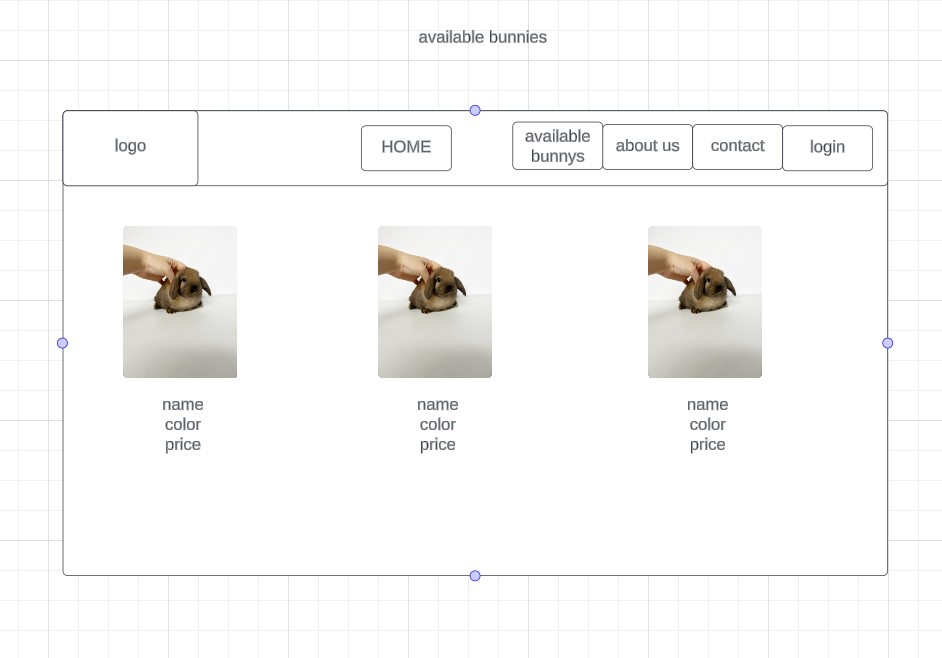 available bunnies
logo
HOME
available
bunnys
about us
contact
login
name
color
price
name
color
price
name
color
price